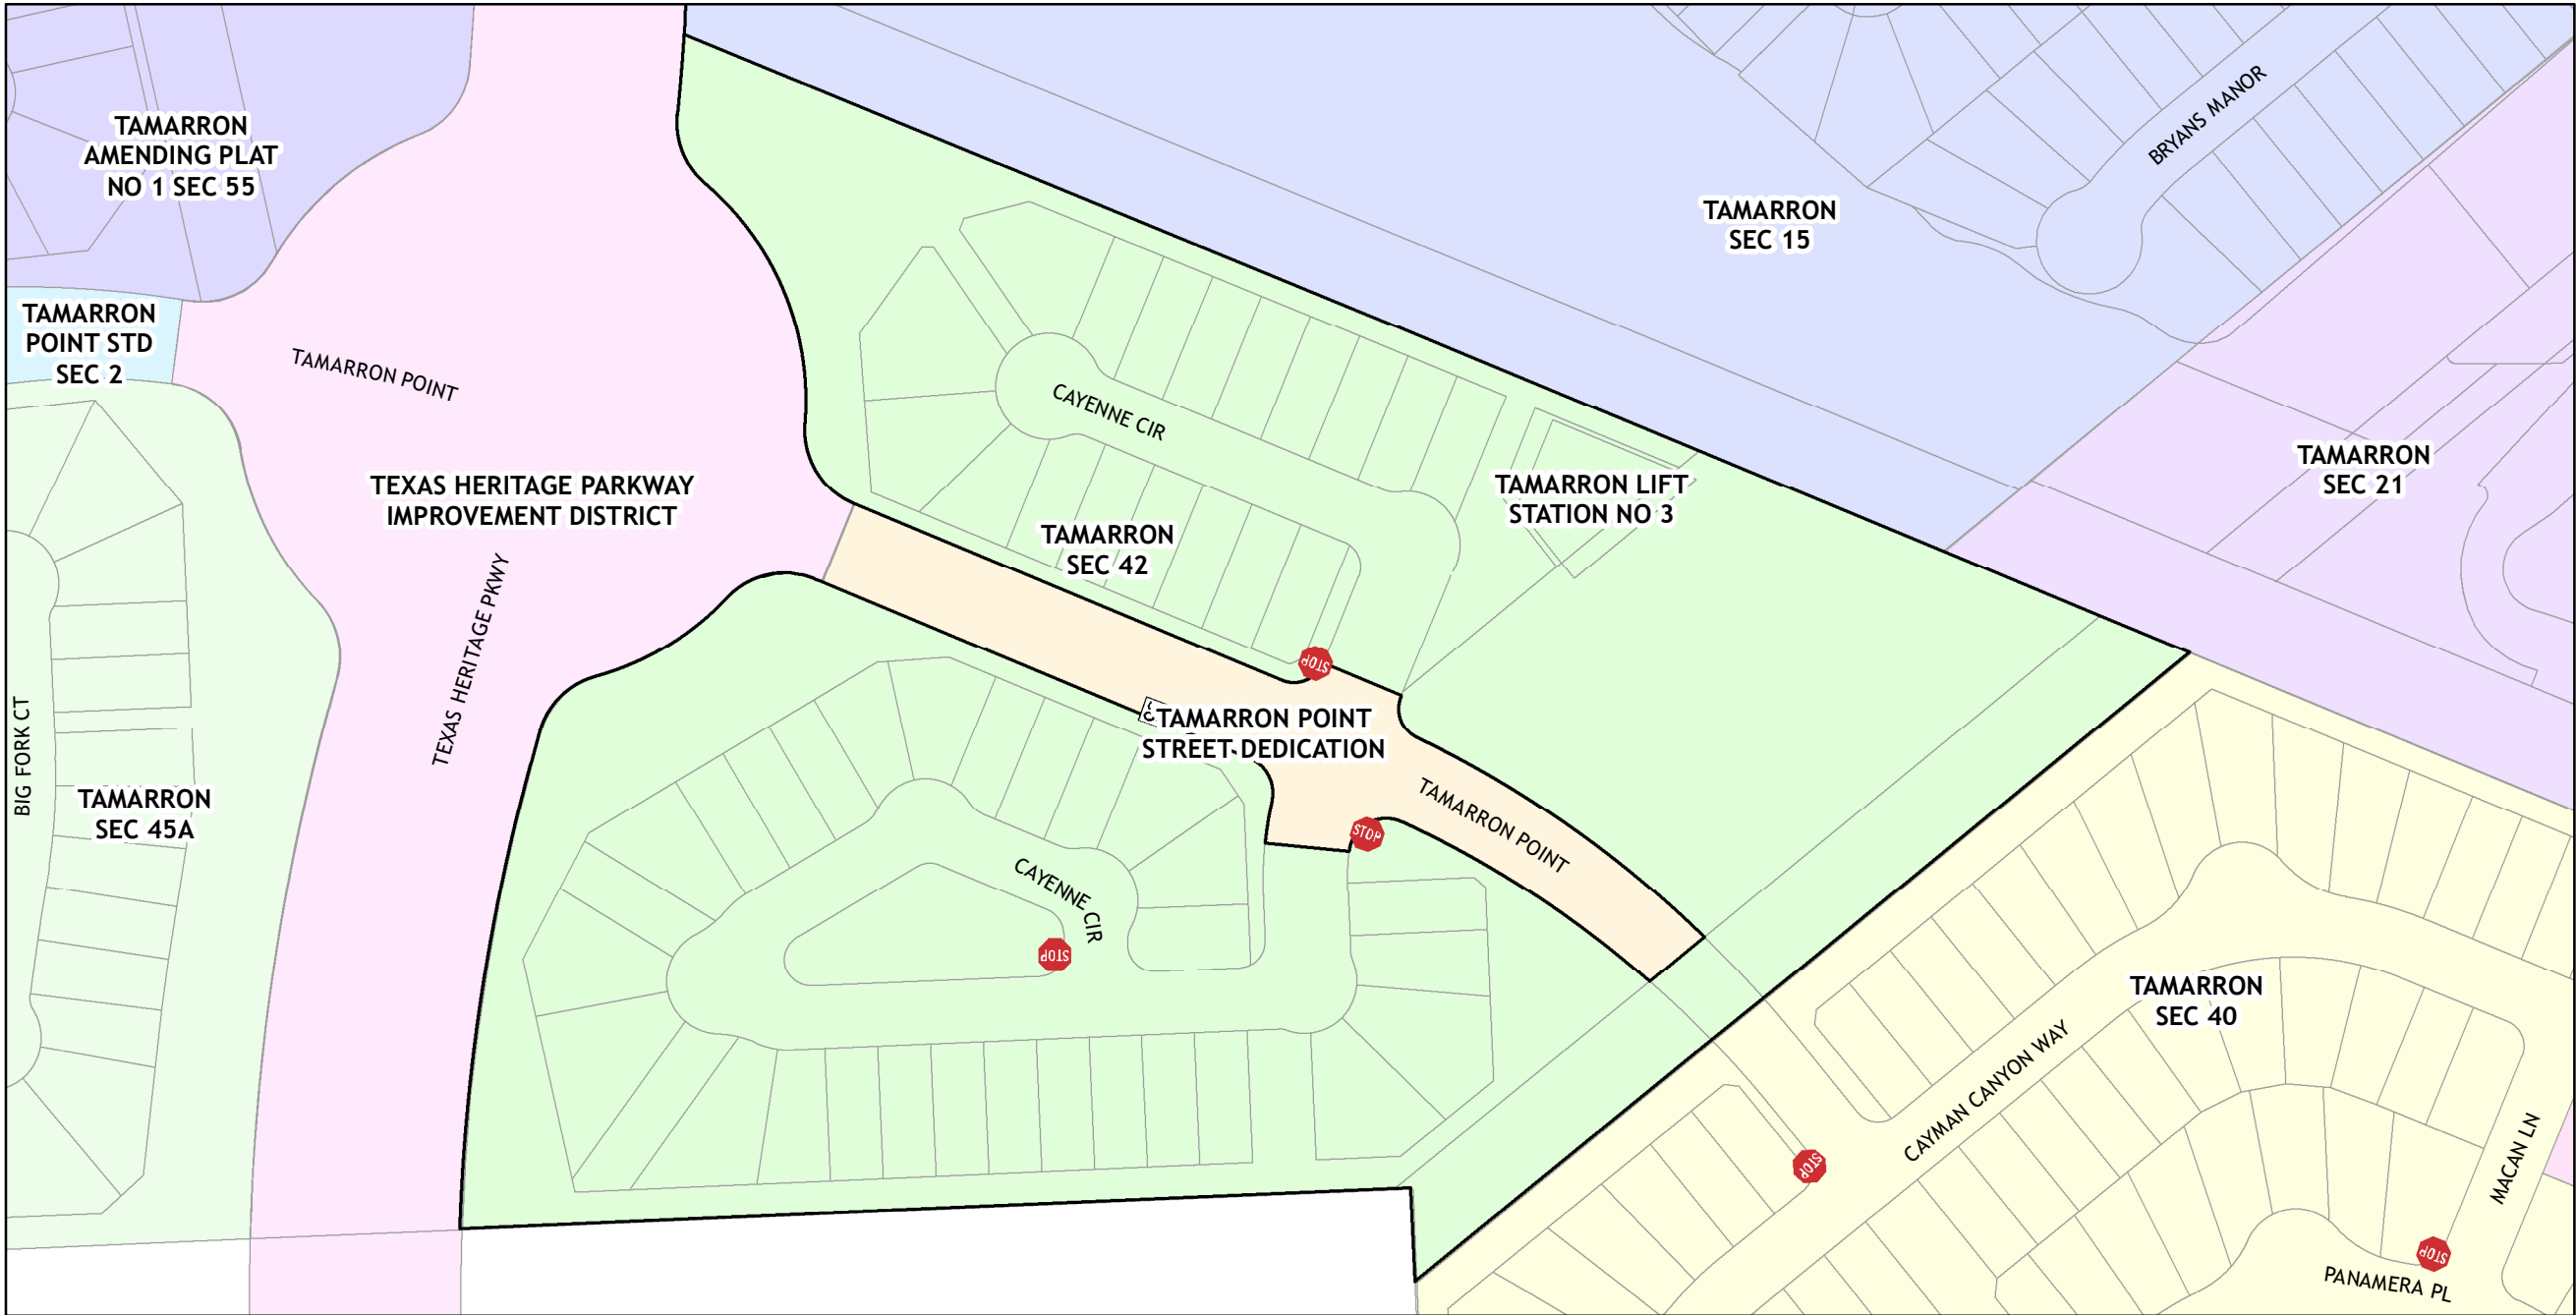 TAMARRON
AMENDING PLAT
NO 1 SEC 55
BRYANS MANOR
TAMARRON
SEC 15
TAMARRON
POINT STD
SEC 2
TAMARRON POINT
CAYENNE CIR
TEXAS HERITAGE PARKWAY
IMPROVEMENT DISTRICT
TAMARRON LIFT
STATION NO 3
TAMARRON
SEC 21
TAMARRON
SEC 42
TEXAS HERITAGE PKWY
STOP
TAMARRON POINT
STREET DEDICATION
BIG FORK CT
TAMARRON
SEC 45A
STOP
TAMARRON POINT
CAYENNE CIR
STOP
TAMARRON
SEC 40
CAYMAN CANYON WAY
STOP
MACAN LN
STOP
PANAMERA PL